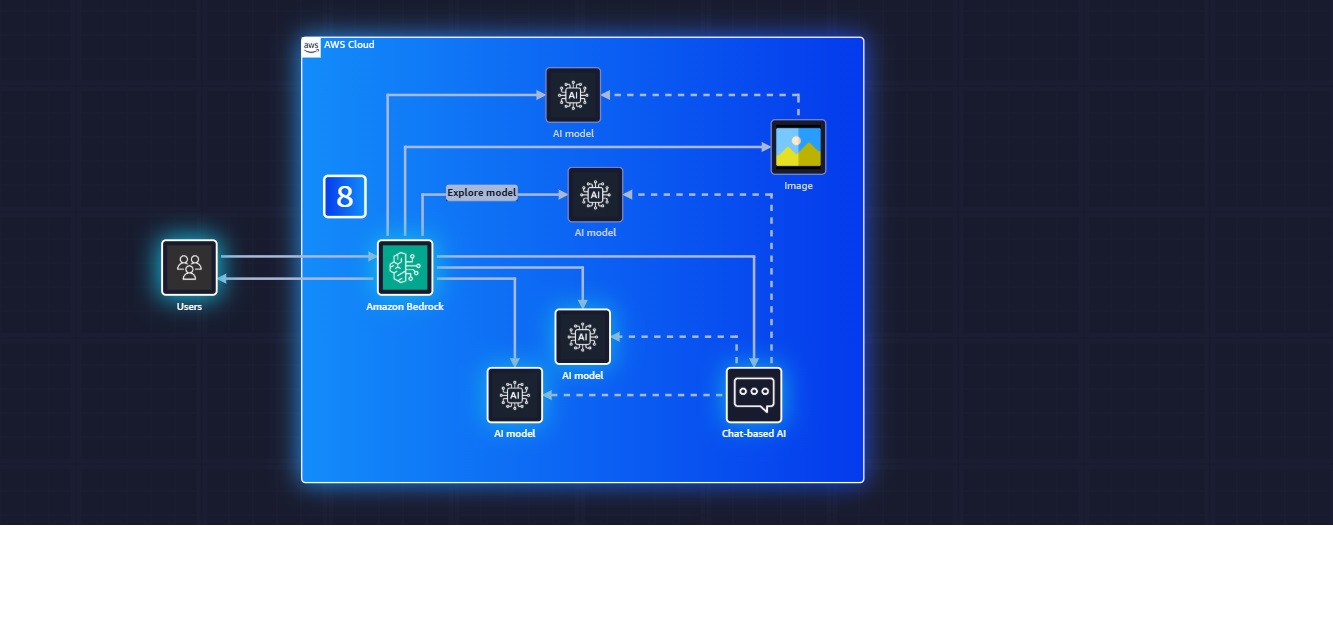 aws
AWS Cloud
AI
AI model
Image
Explore model
AI
AI model
8
Users
Amazon Bedrock
AI
AI model
AI
AI model
Chat-based AI